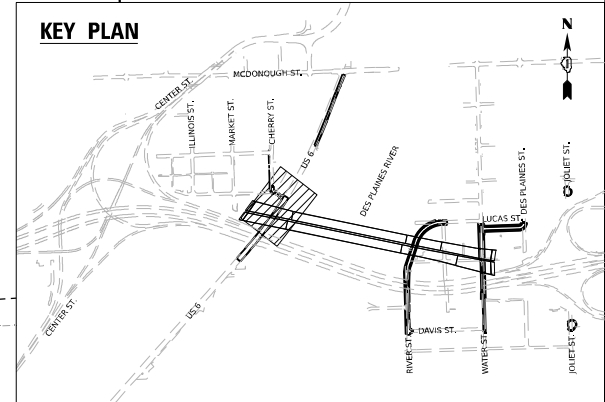 KEY PLAN
N
MCDONOUGH ST.
CENTER ST.
ILLINOIS ST.
MARKET ST.
CHERRY ST.
US 6
DES PLAINES RIVER
DES PLAINES ST.
JOLIET ST.
LUCAS ST.
US 6
CENTER ST.
DAVIS ST.
RIVER ST.
WATER ST.
JOLIET ST.